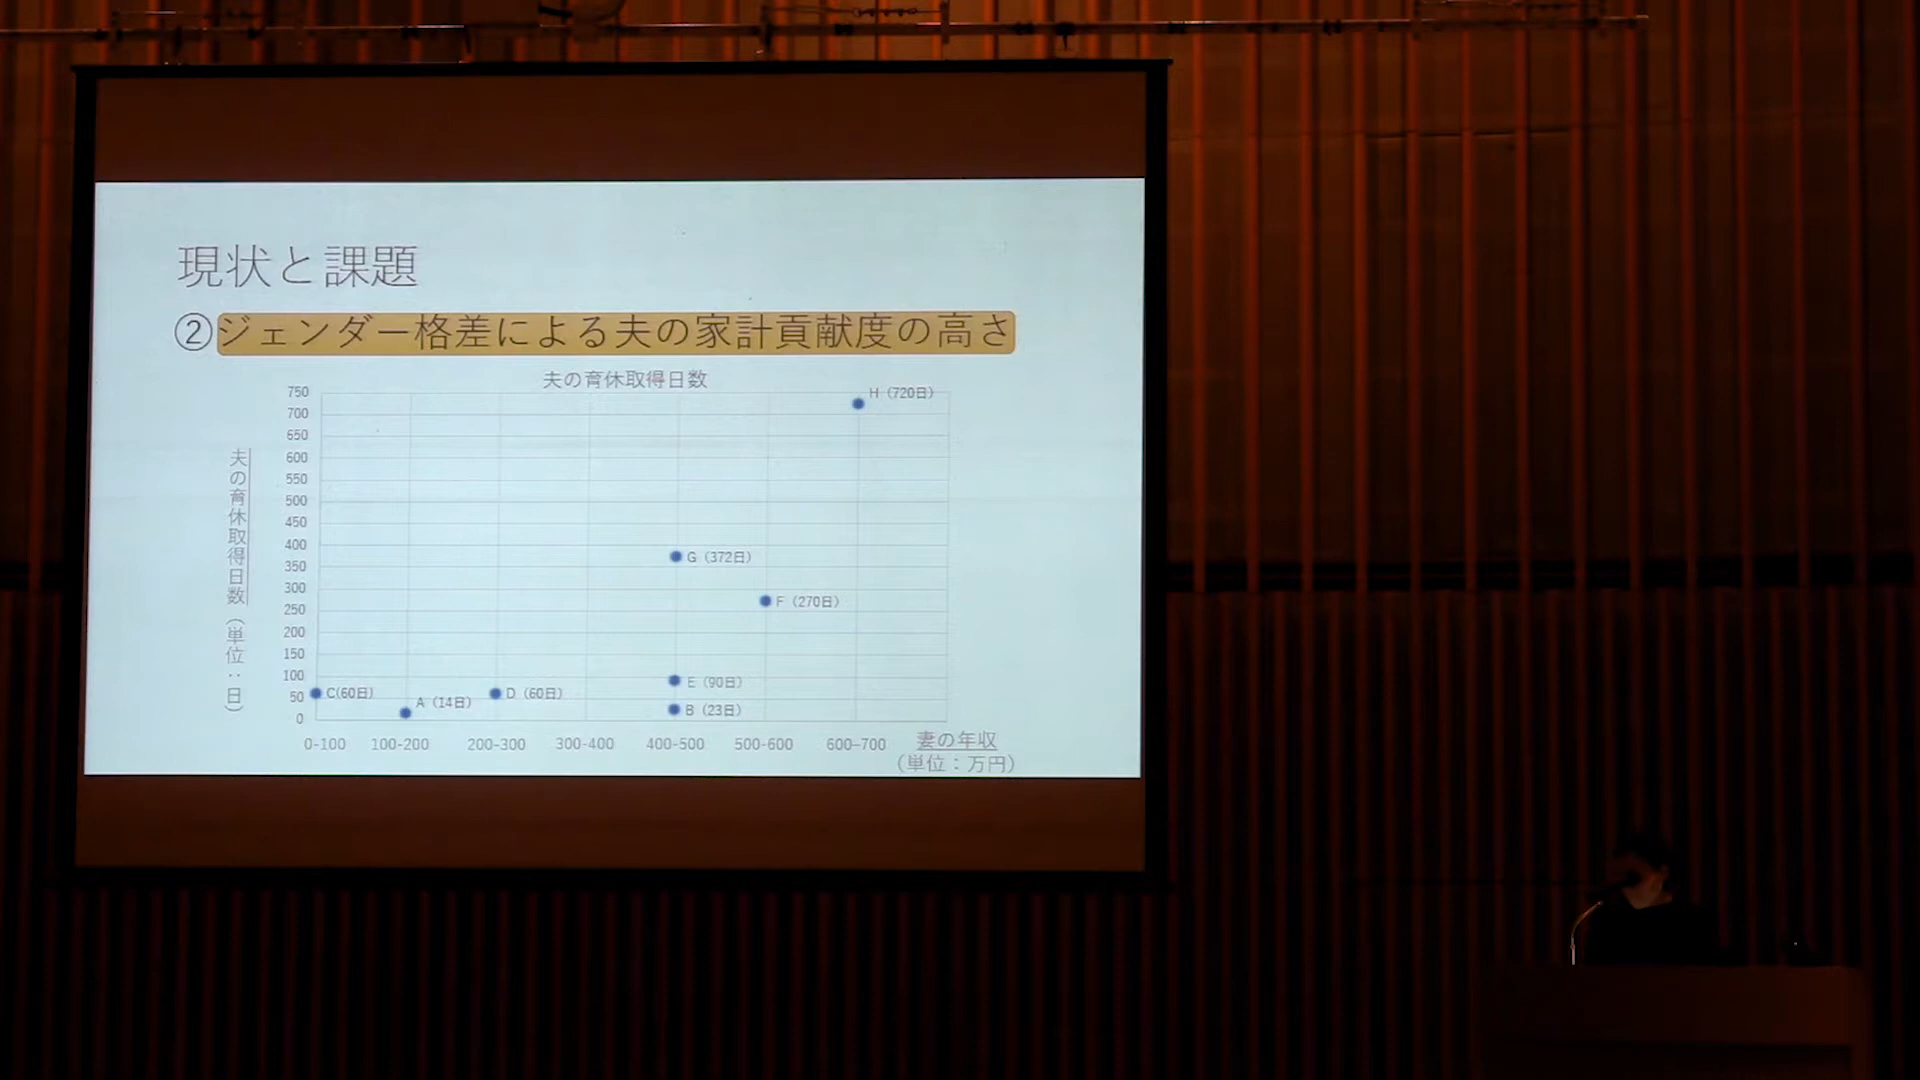 現状と課題
②ジェンダー格差による夫の家計貢献度の高さ
夫の育休取得日数
夫の育休取得日数(単位:日)
750
700
650
600
550
500
450
400
350
300
250
200
150
100
50
0
H(720日)
G(372日)
F(270日)
E(90日)
C(60日)
D(60日)
A(14日)
B(23日)
0-100 100-200 200-300 300-400 400-500 500-600 600-700
妻の年収
(単位:万円)